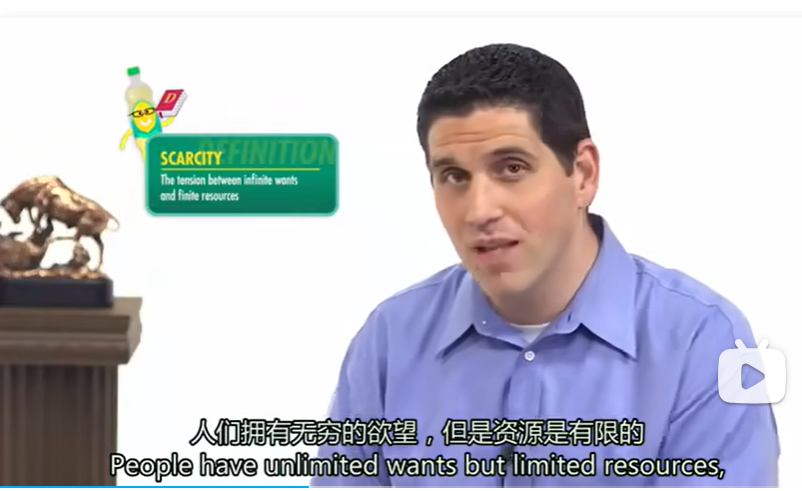 D
DEFINITION
SCARCITY
The tension between infinite wants
and finite resources
人们拥有无穷的欲望，但是资源是有限的
People have unlimited wants but limited resources,